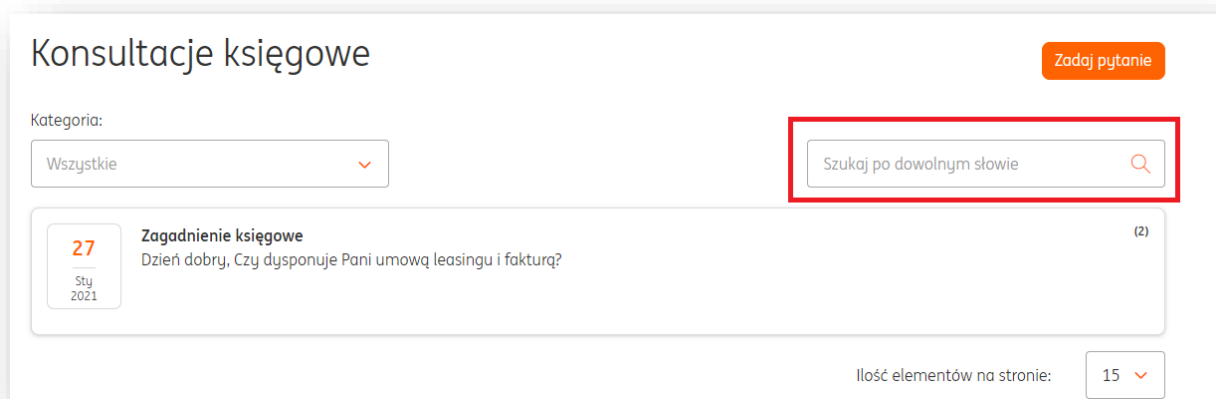 Konsultacje księgowe
Zadaj pytanie
Kategoria:
Wszystkie
Szukaj po dowolnym słowie
27
Sty
2021
Zagadnienie księgowe
(2)
Dzień dobry, Czy dysponuje Pani umową leasingu i fakturą?
Ilość elementów na stronie:
15